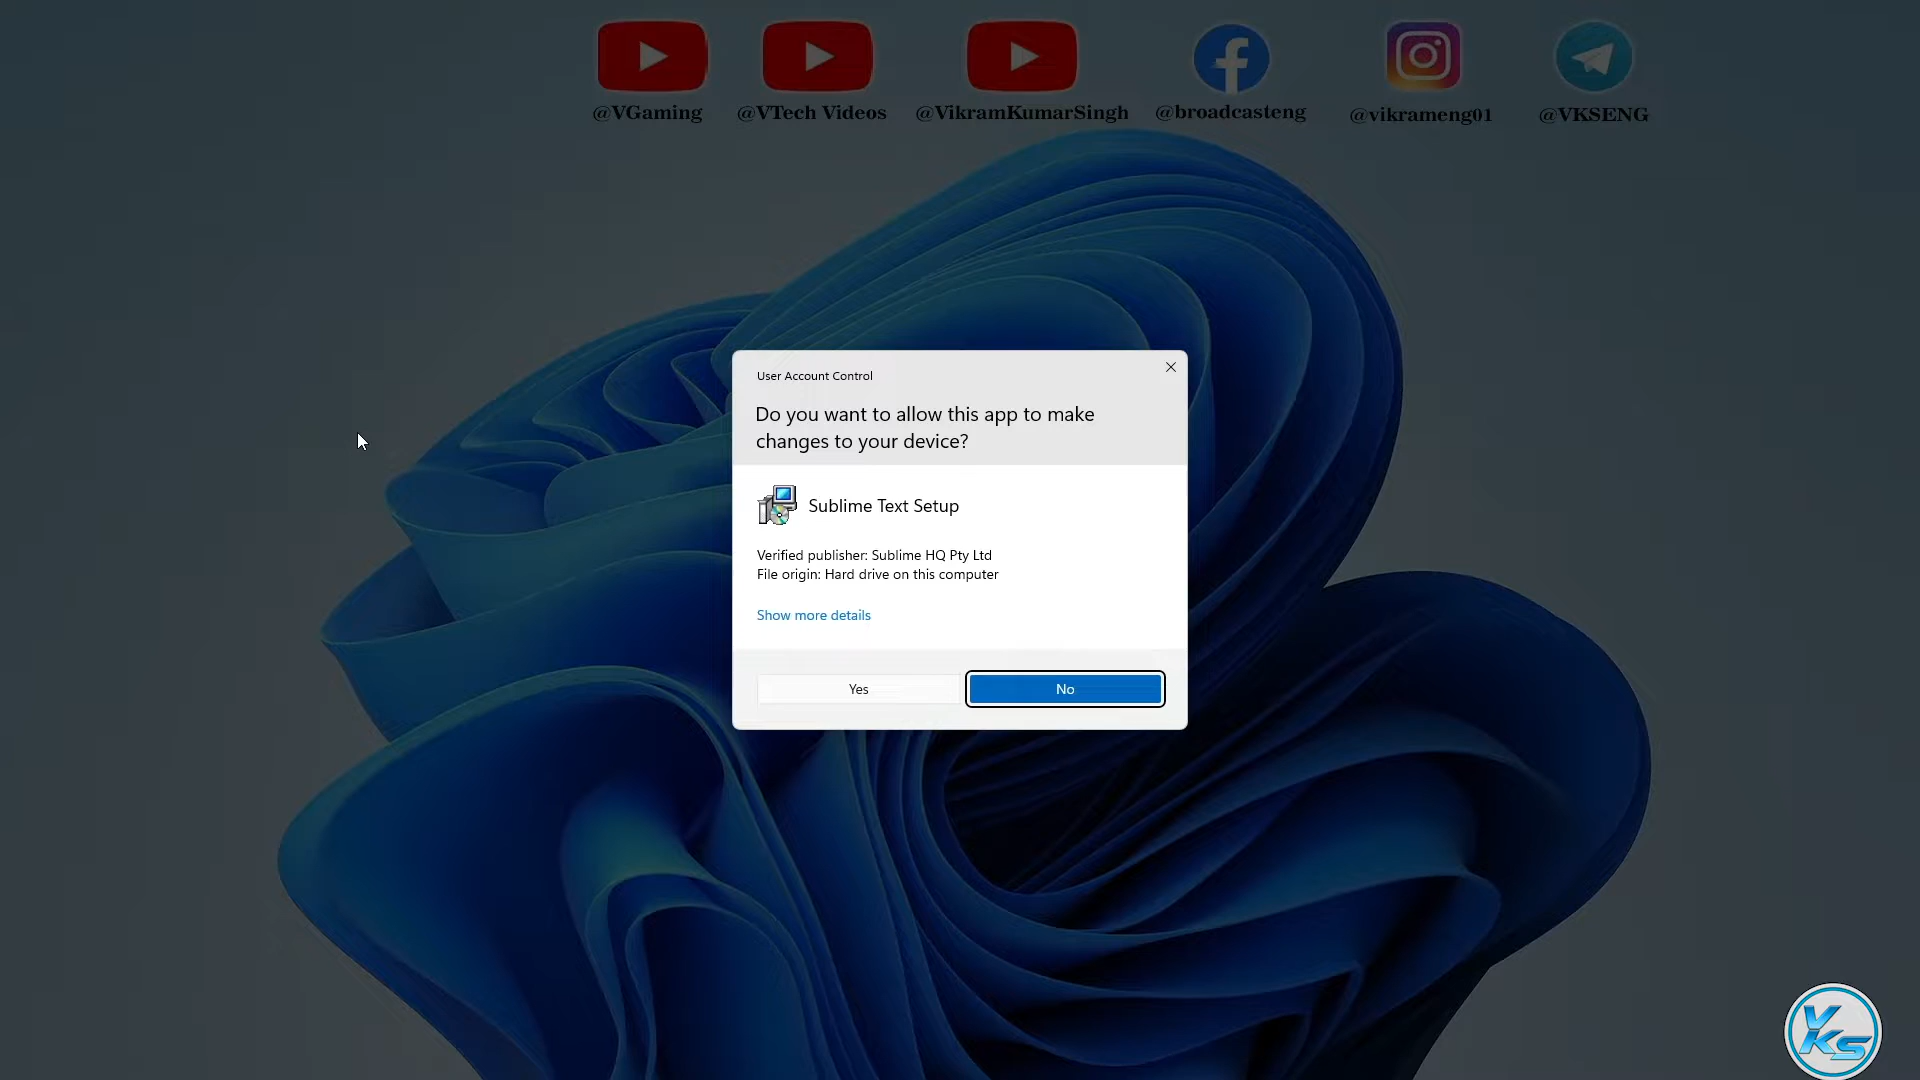 @VGaming
@VTech Videos
@VikramKumarSingh
@broadcasteng
@vikrameng01
@VKSENG
User Account Control
Do you want to allow this app to make
changes to your device?
Sublime Text Setup
Verified publisher: Sublime HQ Pty Ltd
File origin: Hard drive on this computer
Show more details
Yes
No
VKS